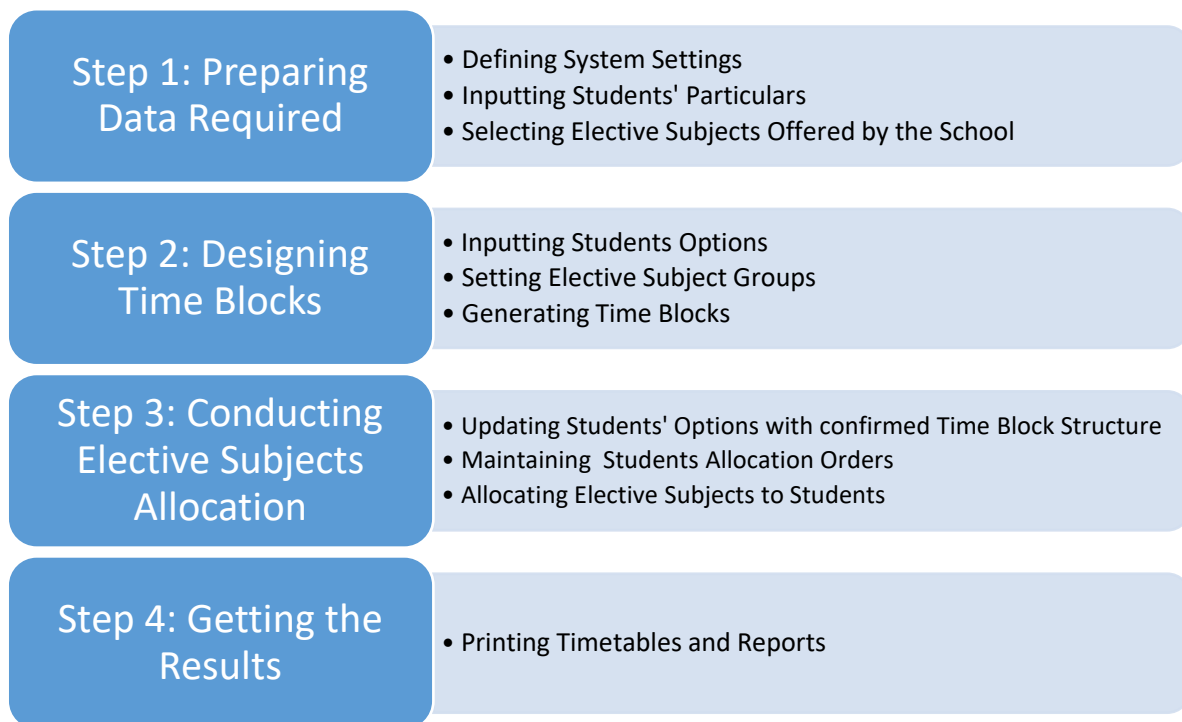 Step 1: Preparing
Data Required
• Defining System Settings
• Inputting Students' Particulars
• Selecting Elective Subjects Offered by the School
Step 2: Designing
Time Blocks
• Inputting Students Options
• Setting Elective Subject Groups
• Generating Time Blocks
Step 3: Conducting
Elective Subjects
Allocation
• Updating Students' Options with confirmed Time Block Structure
• Maintaining  Students Allocation Orders
• Allocating Elective Subjects to Students
Step 4: Getting the
Results
• Printing Timetables and Reports